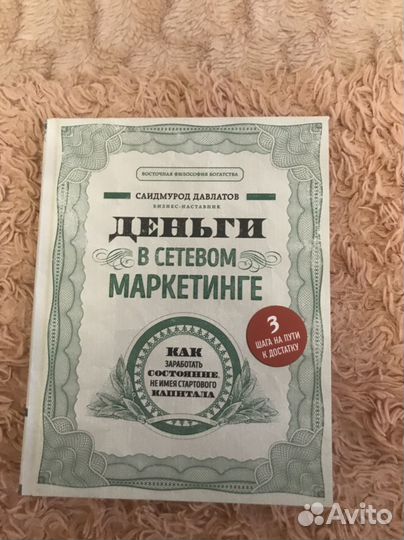 ВОСТОЧНАЯ ФИЛОСОФИЯ БОГАТСТВА
САИДМУРОД ДАВЛАТОВ
БИЗНЕС-НАСТАВНИК
ДЕНЬГИ
В СЕТЕВОМ
МАРКЕТИНГЕ
3
ШАГА НА ПУТИ
К ДОСТАТКУ
КАК
ЗАРАБОТАТЬ
СОСТОЯНИЕ,
НЕ ИМЕЯ СТАРТОВОГО
КАПИТАЛА
Avito